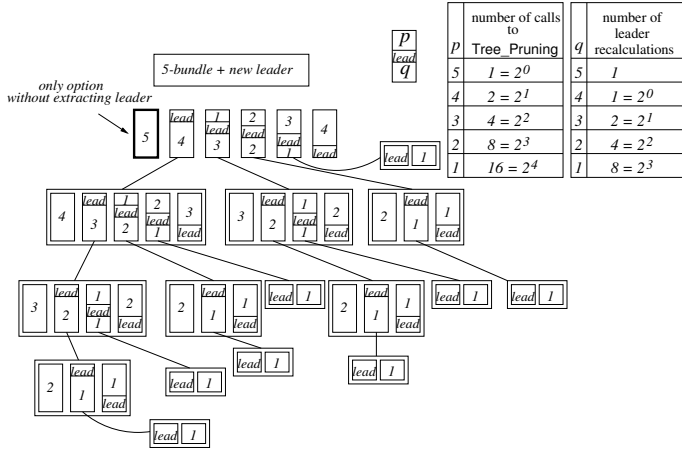 5-bundle + new leader
only option
without extracting leader
p
lead
q
p number of calls to Tree_Pruning
5 1 = 2^0
4 2 = 2^1
3 4 = 2^2
2 8 = 2^3
1 16 = 2^4
q number of leader recalculations
5 1
4 1 = 2^0
3 2 = 2^1
2 4 = 2^2
1 8 = 2^3
5
lead 4
1 lead 3
2 lead 2
3 lead 1
4 lead
lead 1
4
lead 3
1 lead 2
2 lead 1
3 lead
3
lead 2
1 lead 1
2 lead
2
lead 1
1 lead
3
lead 2
1 lead 1
2 lead
2
lead 1
1 lead
lead 1
2
lead 1
1 lead
lead 1
lead 1
2
lead 1
1 lead
lead 1
lead 1
lead 1
lead 1